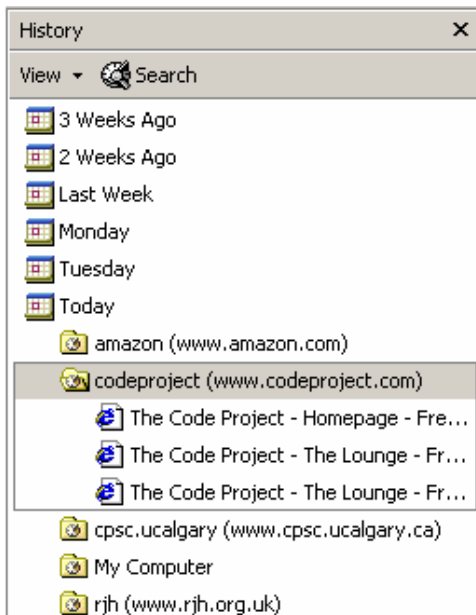 History
View Search
3 Weeks Ago
2 Weeks Ago
Last Week
Monday
Tuesday
Today
amazon (www.amazon.com)
codeproject (www.codeproject.com)
The Code Project - Homepage - Fre...
The Code Project - The Lounge - Fr...
The Code Project - The Lounge - Fr...
cpsc.ucalgary (www.cpsc.ucalgary.ca)
My Computer
rjh (www.rjh.org.uk)